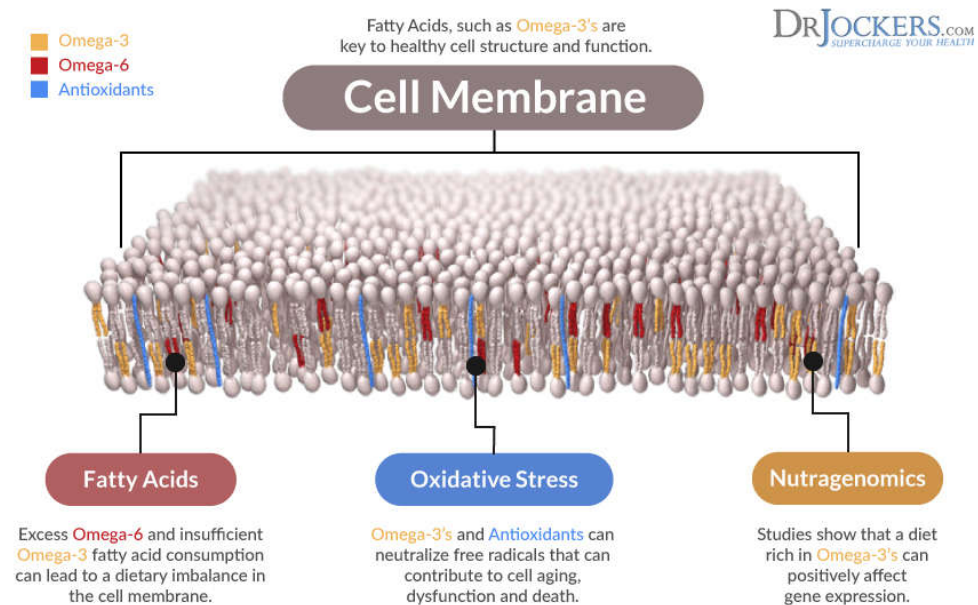 Omega-3
Omega-6
Antioxidants
Fatty Acids, such as Omega-3's are
key to healthy cell structure and function.
DRJOCKERS.COM
SUPERCHARGE YOUR HEALTH
Cell Membrane
Fatty Acids
Excess Omega-6 and insufficient
Omega-3 fatty acid consumption
can lead to a dietary imbalance in
the cell membrane.
Oxidative Stress
Omega-3's and Antioxidants can
neutralize free radicals that can
contribute to cell aging,
dysfunction and death.
Nutragenomics
Studies show that a diet
rich in Omega-3's can
positively affect
gene expression.